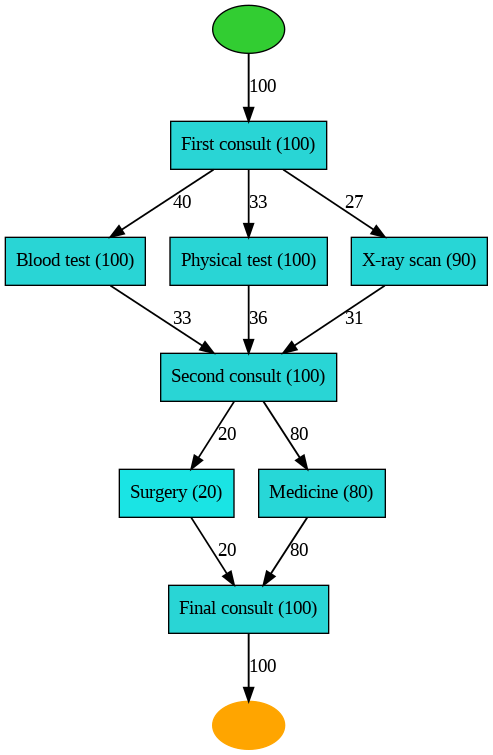 100
First consult (100)
40
33
27
Blood test (100)
Physical test (100)
X-ray scan (90)
33
36
31
Second consult (100)
20
80
Surgery (20)
Medicine (80)
20
80
Final consult (100)
100